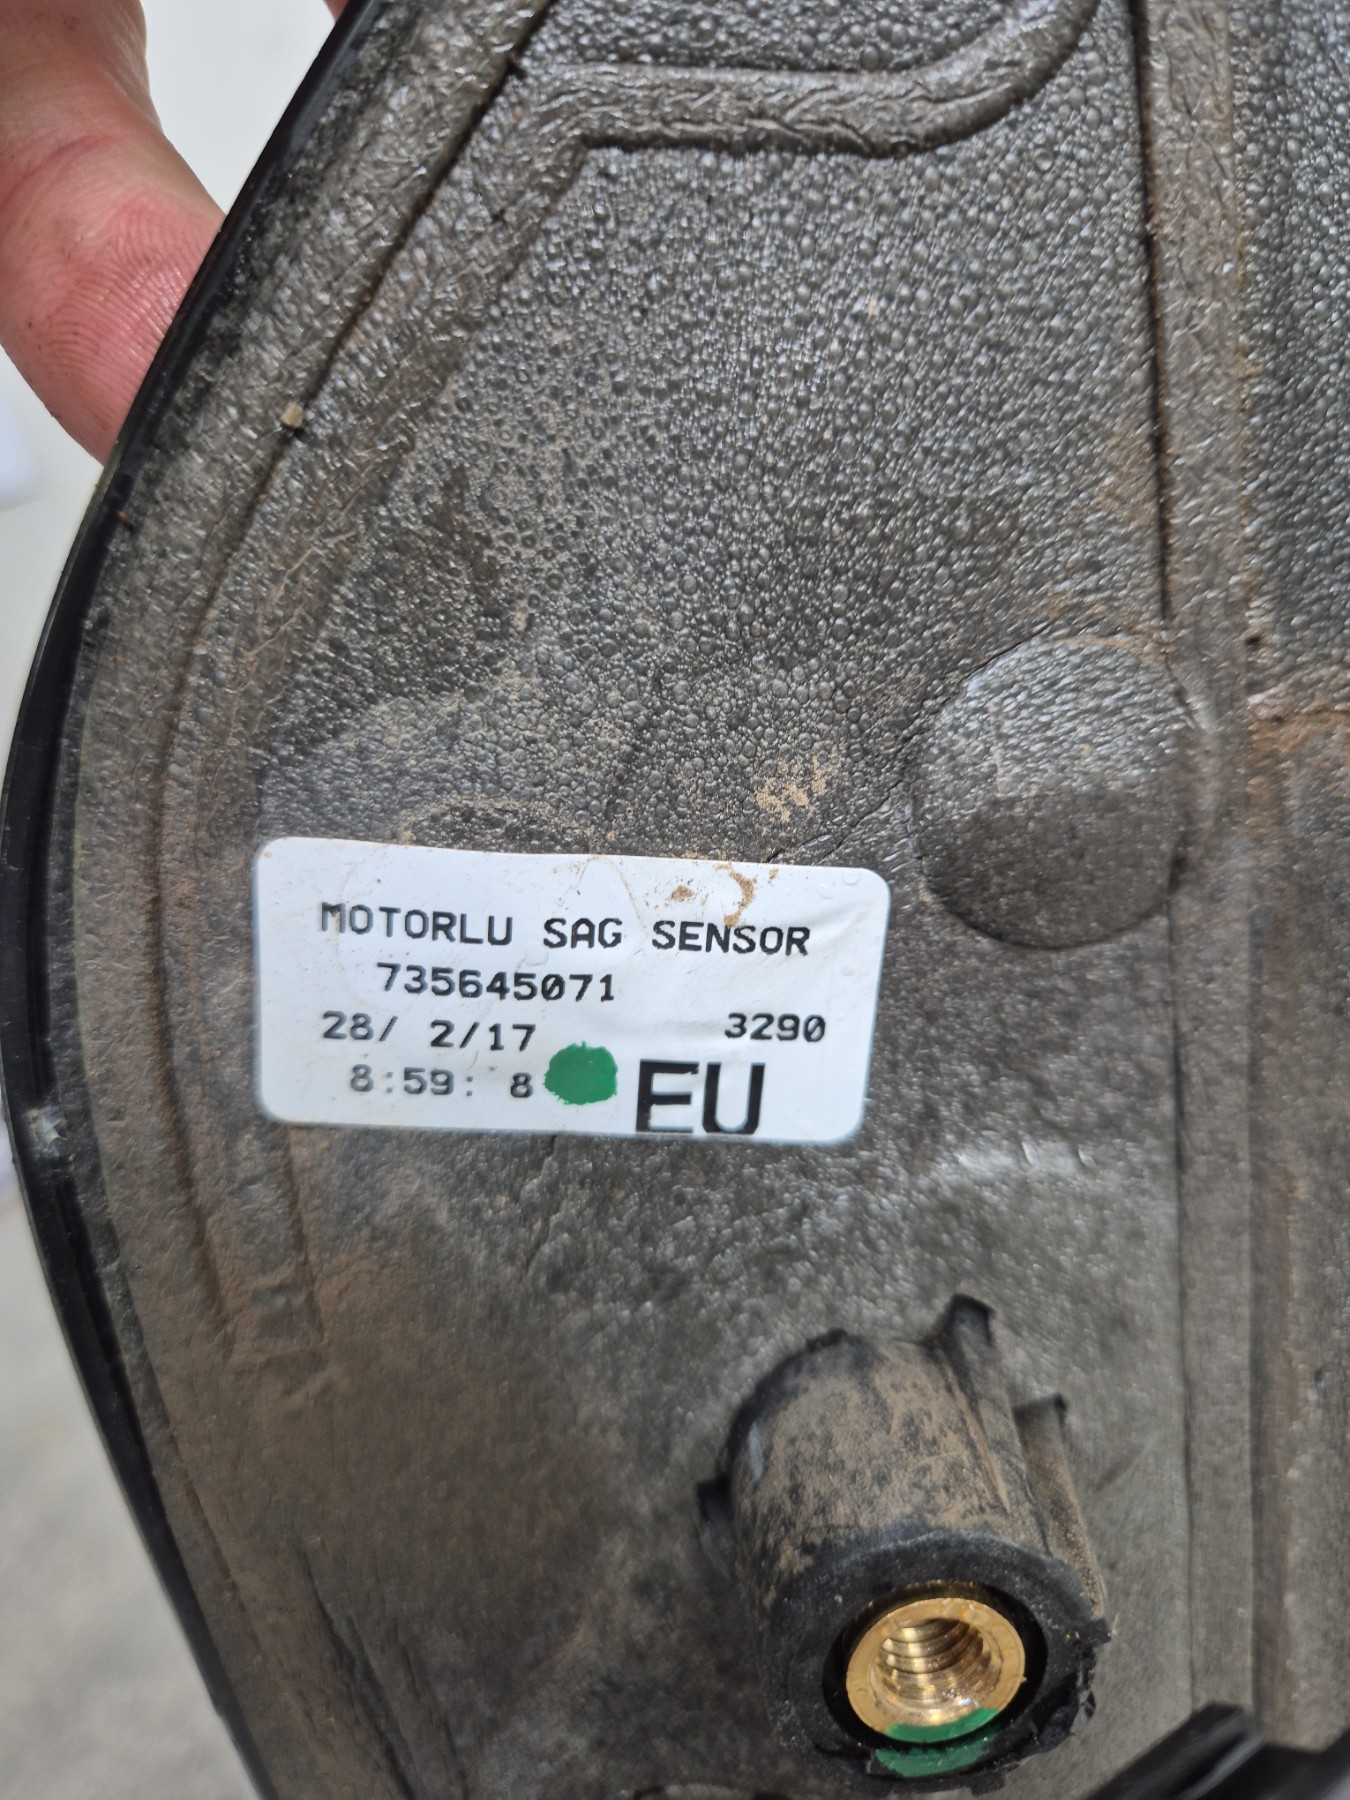 MOTORLU SAG SENSOR
735645071
28/ 2/17 3290
8:59: 8 EU